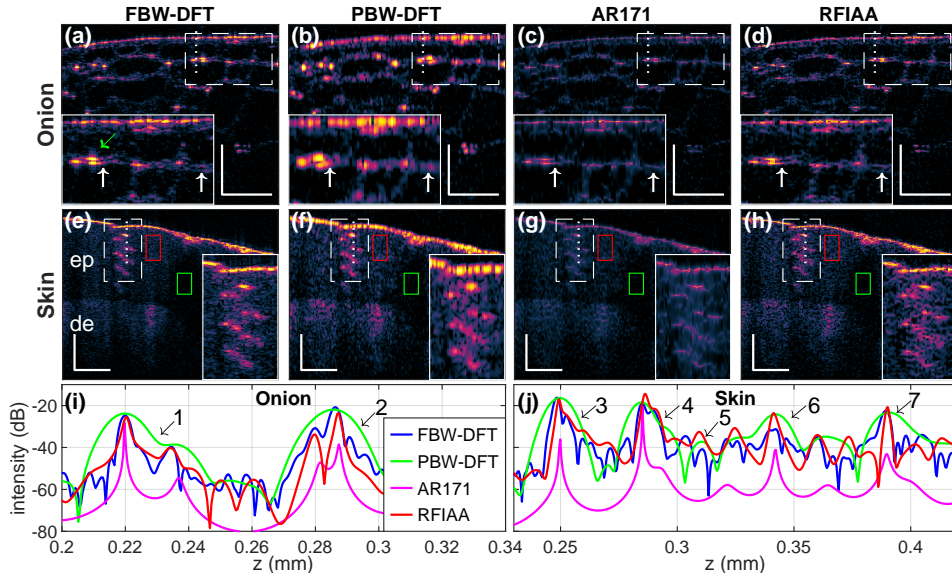 FBW-DFT PBW-DFT AR171 RFIAA
Onion
(a) (b) (c) (d)
Skin
(e) (f) (g) (h)
ep
de
(i) Onion
(j) Skin
1 2
3 4 5 6 7
intensity (dB)
-20
-40
-60
-80
FBW-DFT
PBW-DFT
AR171
RFIAA
0.2 0.22 0.24 0.26 0.28 0.3 0.32 0.34
0.25 0.3 0.35 0.4
z (mm) z (mm)